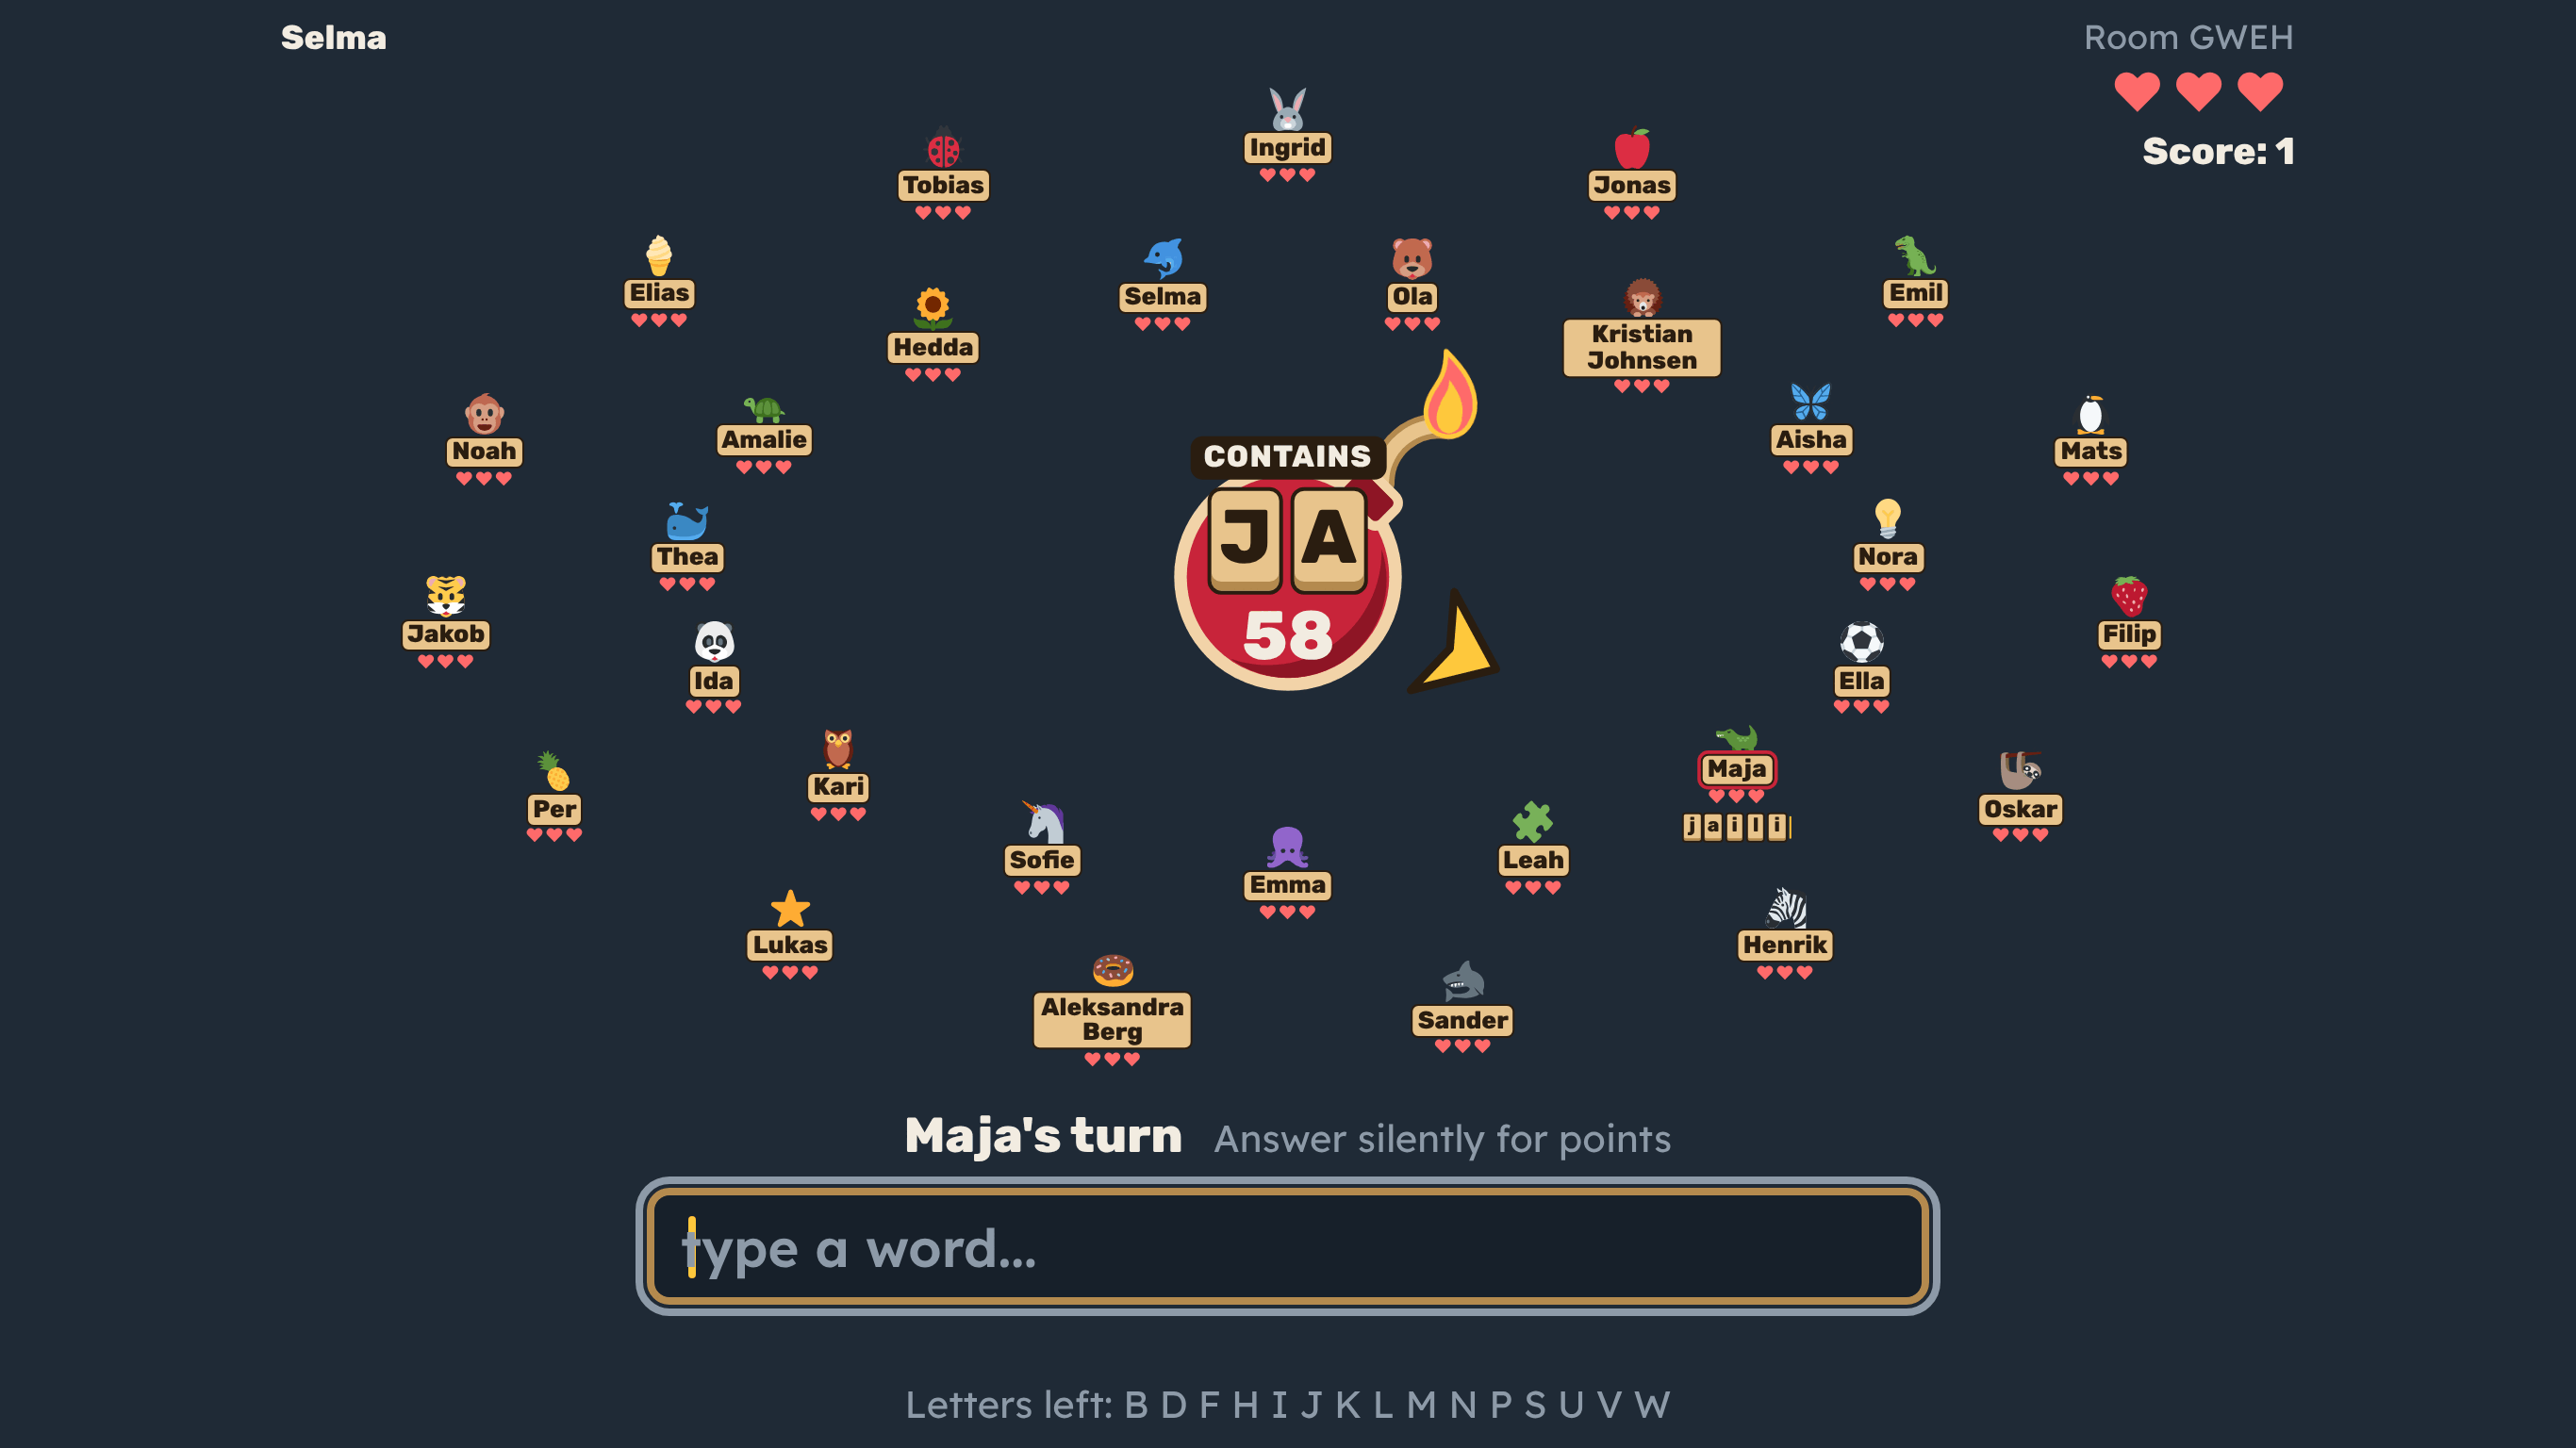 Selma
Room GWEH
Score: 1
Ingrid
Tobias
Jonas
Elias
Selma
Ola
Emil
Hedda
Kristian
Johnsen
Noah
Amalie
Aisha
Mats
CONTAINS
JA
58
Thea
Nora
Jakob
Filip
Ida
Ella
Maja
jaili
Per
Kari
Oskar
Sofie
Emma
Leah
Lukas
Henrik
Aleksandra
Berg
Sander
Maja's turn Answer silently for points
type a word...
Letters left: B D F H I J K L M N P S U V W